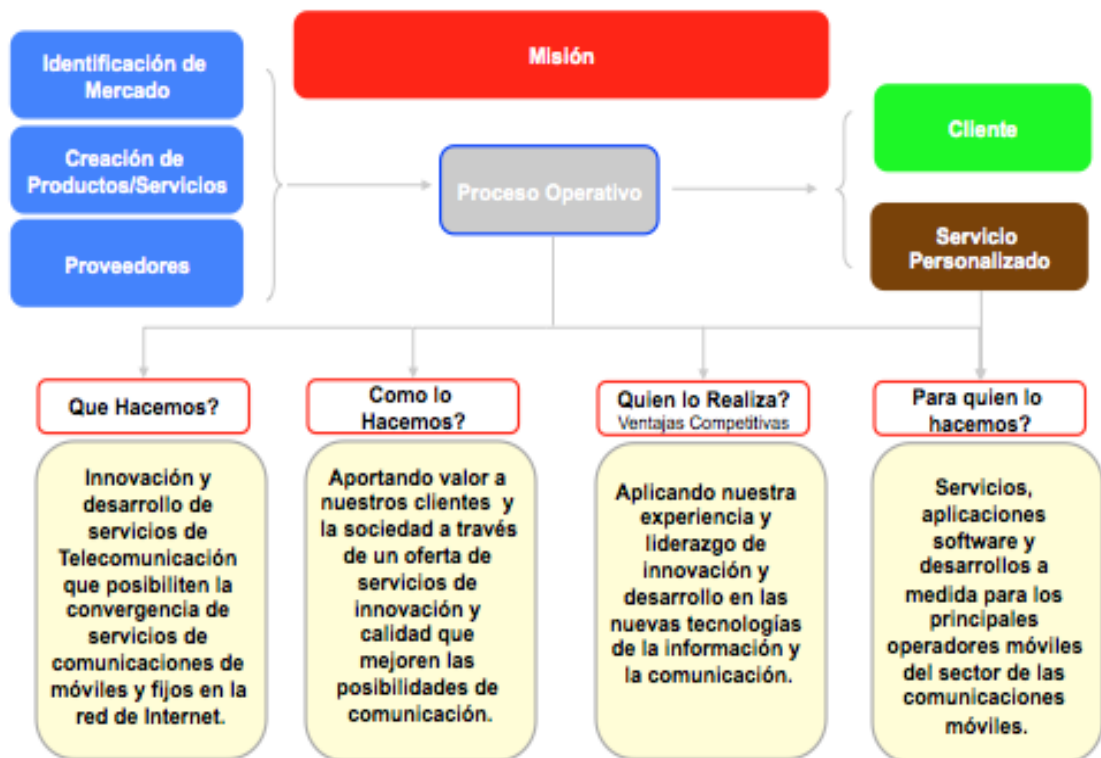 Misión
Identificación de
Mercado
Creación de
Productos/Servicios
Proveedores
Proceso Operativo
Cliente
Servicio
Personalizado
Que Hacemos?
Innovación y
desarrollo de
servicios de
Telecomunicación
que posibiliten la
convergencia de
servicios de
comunicaciones de
móviles y fijos en la
red de Internet.
Como lo
Hacemos?
Aportando valor a
nuestros clientes y
la sociedad a través
de un oferta de
servicios de
innovación y
calidad que
mejoren las
posibilidades de
comunicación.
Quien lo Realiza?
Ventajas Competitivas
Aplicando nuestra
experiencia y
liderazgo de
innovación y
desarrollo en las
nuevas tecnologías
de la información y
la comunicación.
Para quien lo
hacemos?
Servicios,
aplicaciones
software y
desarrollos a
medida para los
principales
operadores móviles
del sector de las
comunicaciones
móviles.